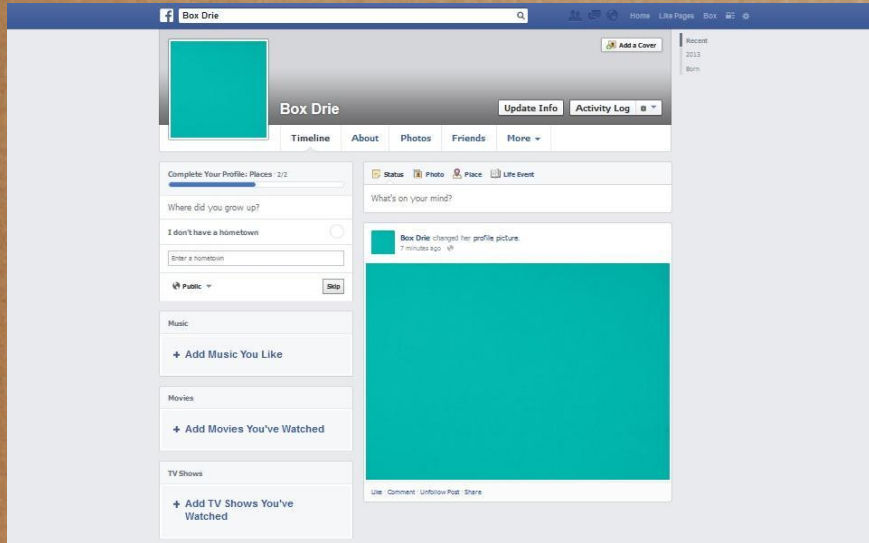 f Box Drie
Home Like Pages Box
Add a Cover
Recent
2013
Born
Box Drie
Update Info Activity Log
Timeline About Photos Friends More
Complete Your Profile: Places · 2/2
Where did you grow up?
I don't have a hometown
Enter a hometown
Public Skip
Music
+ Add Music You Like
Movies
+ Add Movies You've Watched
TV Shows
+ Add TV Shows You've
Watched
Status Photo Place Life Event
What's on your mind?
Box Drie changed her profile picture.
7 minutes ago
Like · Comment · Unfollow Post · Share